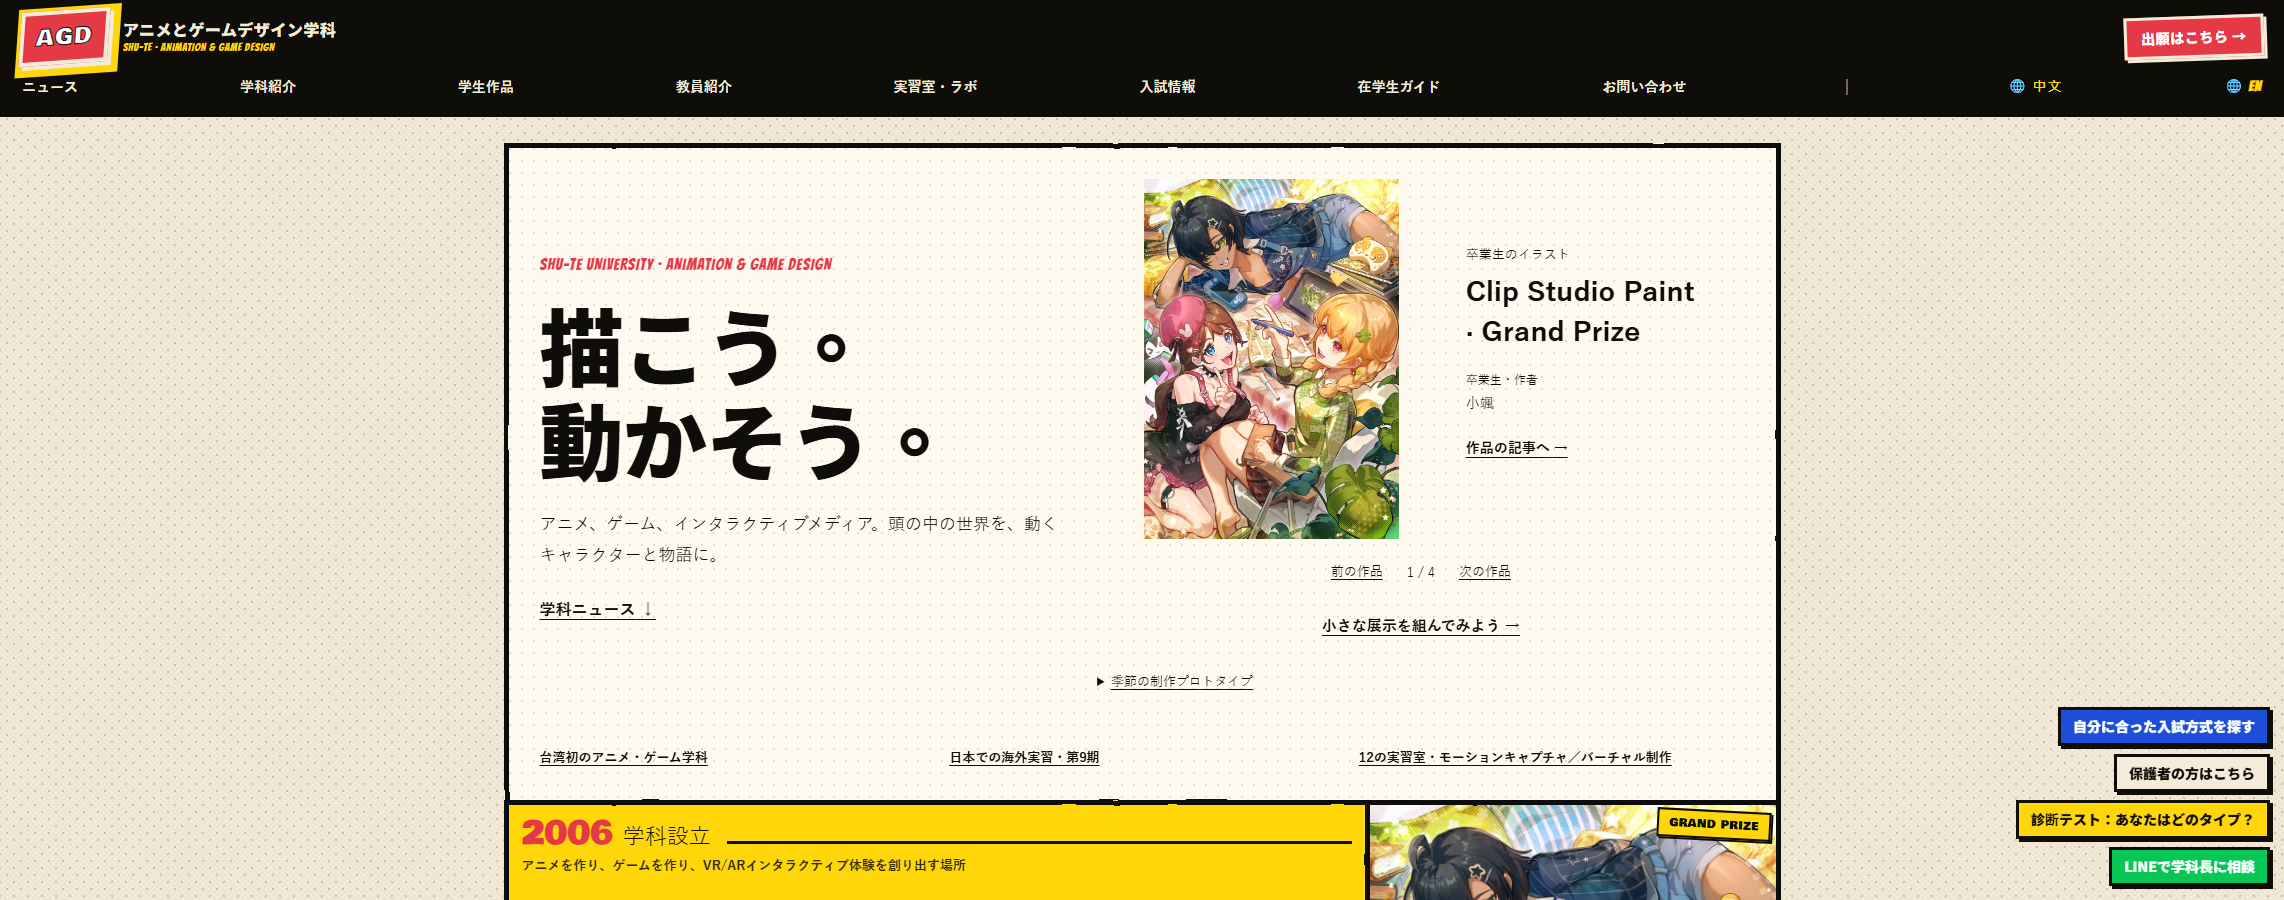 AGD
アニメとゲームデザイン学科
SHU-TE · ANIMATION & GAME DESIGN
出願はこちら →
ニュース
学科紹介
学生作品
教員紹介
実習室・ラボ
入試情報
在学生ガイド
お問い合わせ
|
中文
EN
SHU-TE UNIVERSITY · ANIMATION & GAME DESIGN
描こう。
動かそう。
アニメ、ゲーム、インタラクティブメディア。頭の中の世界を、動く
キャラクターと物語に。
学科ニュース ↓
卒業生のイラスト
Clip Studio Paint
· Grand Prize
卒業生・作者
小颯
作品の記事へ →
前の作品
1 / 4
次の作品
小さな展示を組んでみよう →
▶ 季節の制作プロトタイプ
台湾初のアニメ・ゲーム学科
日本での海外実習・第9期
12の実習室・モーションキャプチャ／バーチャル制作
2006 学科設立
アニメを作り、ゲームを作り、VR/ARインタラクティブ体験を創り出す場所
GRAND PRIZE
自分に合った入試方式を探す
保護者の方はこちら
診断テスト：あなたはどのタイプ？
LINEで学科長に相談